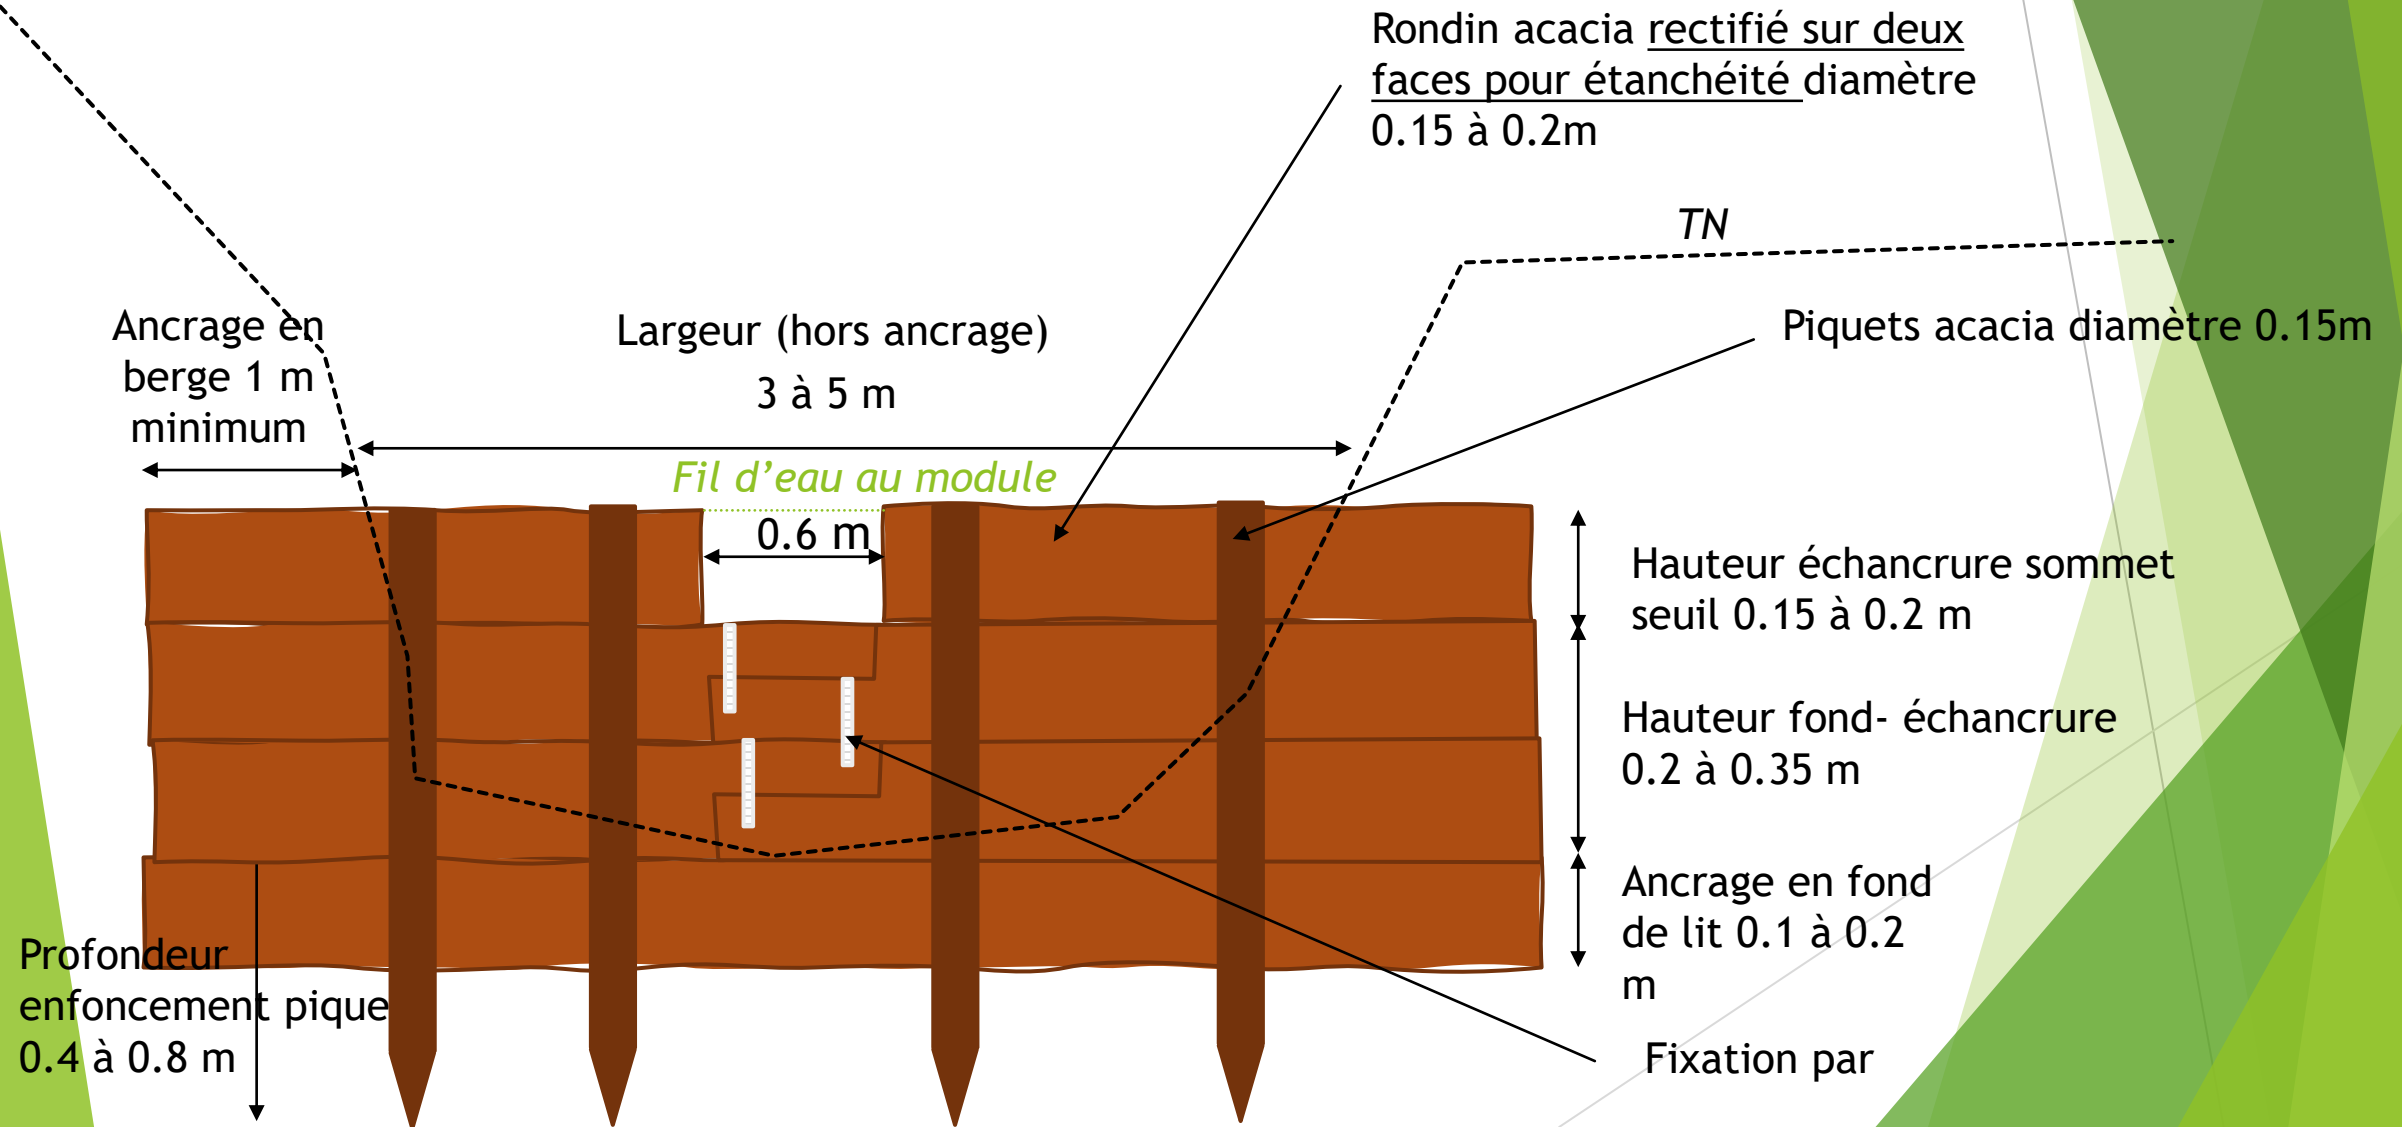 Rondin acacia rectifié sur deux
faces pour étanchéité diamètre
0.15 à 0.2m
TN
Ancrage en
berge 1 m
minimum
Largeur (hors ancrage)
3 à 5 m
Piquets acacia diamètre 0.15m
Fil d’eau au module
0.6 m
Hauteur échancrure sommet
seuil 0.15 à 0.2 m
Hauteur fond- échancrure
0.2 à 0.35 m
Ancrage en fond
de lit 0.1 à 0.2
m
Profondeur
enfoncement pique
0.4 à 0.8 m
Fixation par